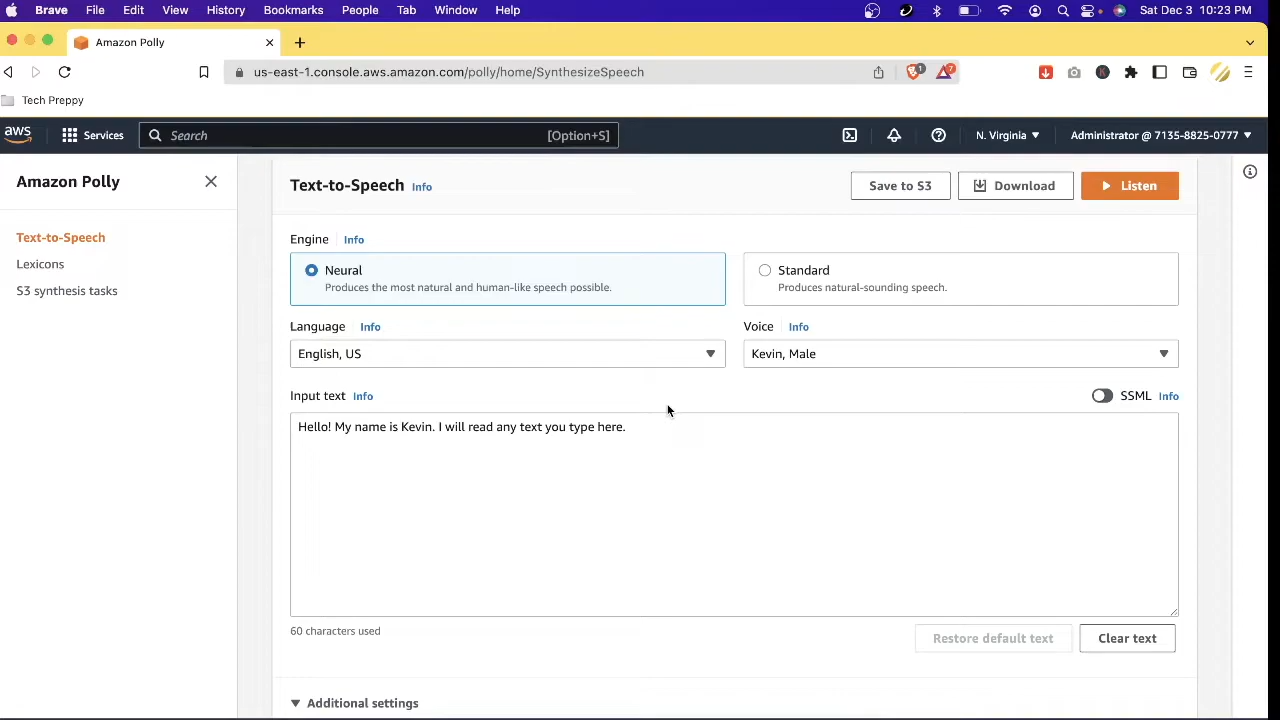 Brave File Edit View History Bookmarks People Tab Window Help Sat Dec 3 10:23 PM
Amazon Polly
us-east-1.console.aws.amazon.com/polly/home/SynthesizeSpeech 1 7
Tech Preppy
aws Services Search [Option+S] N. Virginia Administrator @ 7135-8825-0777
Amazon Polly
Text-to-Speech
Lexicons
S3 synthesis tasks
Text-to-Speech Info Save to S3 Download Listen
Engine Info
Neural
Produces the most natural and human-like speech possible.
Standard
Produces natural-sounding speech.
Language Info
English, US
Voice Info
Kevin, Male
Input text Info SSML Info
Hello! My name is Kevin. I will read any text you type here.
60 characters used
Restore default text Clear text
Additional settings